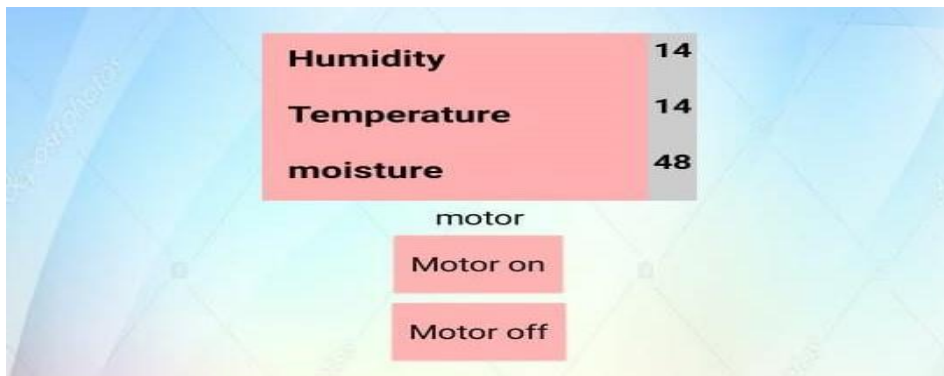 Humidity 14
Temperature 14
moisture 48
motor
Motor on
Motor off